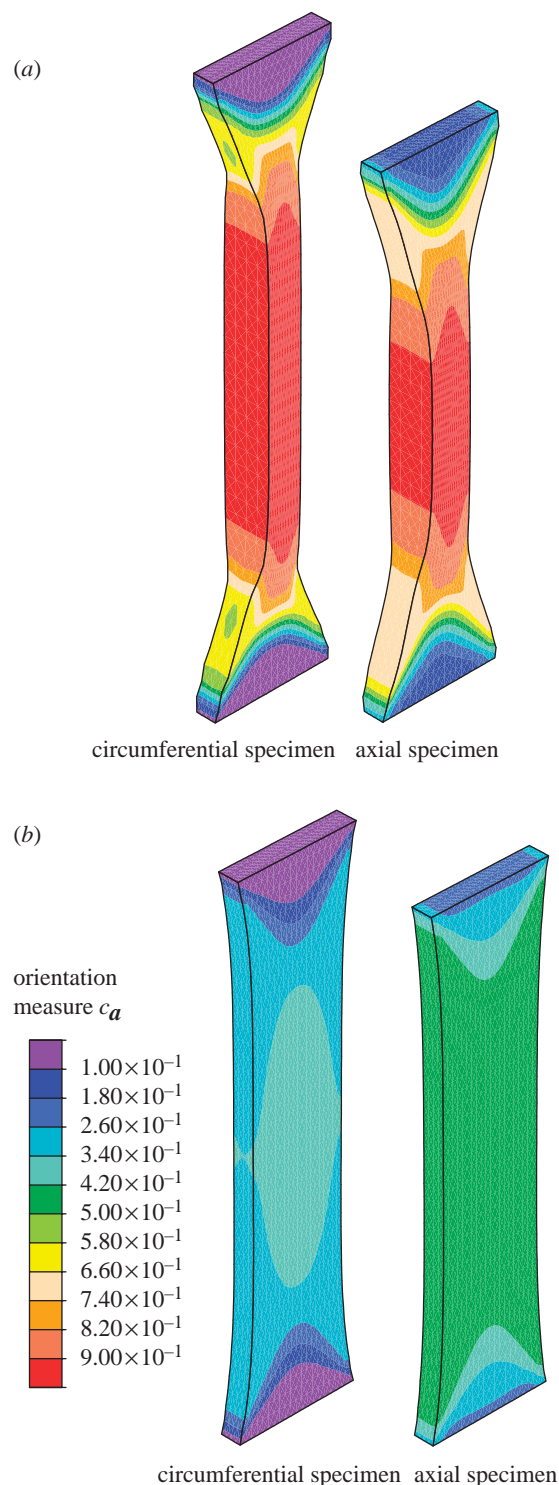 (a)
circumferential specimen axial specimen
(b)
orientation
measure c𝒂
1.00×10⁻¹
1.80×10⁻¹
2.60×10⁻¹
3.40×10⁻¹
4.20×10⁻¹
5.00×10⁻¹
5.80×10⁻¹
6.60×10⁻¹
7.40×10⁻¹
8.20×10⁻¹
9.00×10⁻¹
circumferential specimen axial specimen